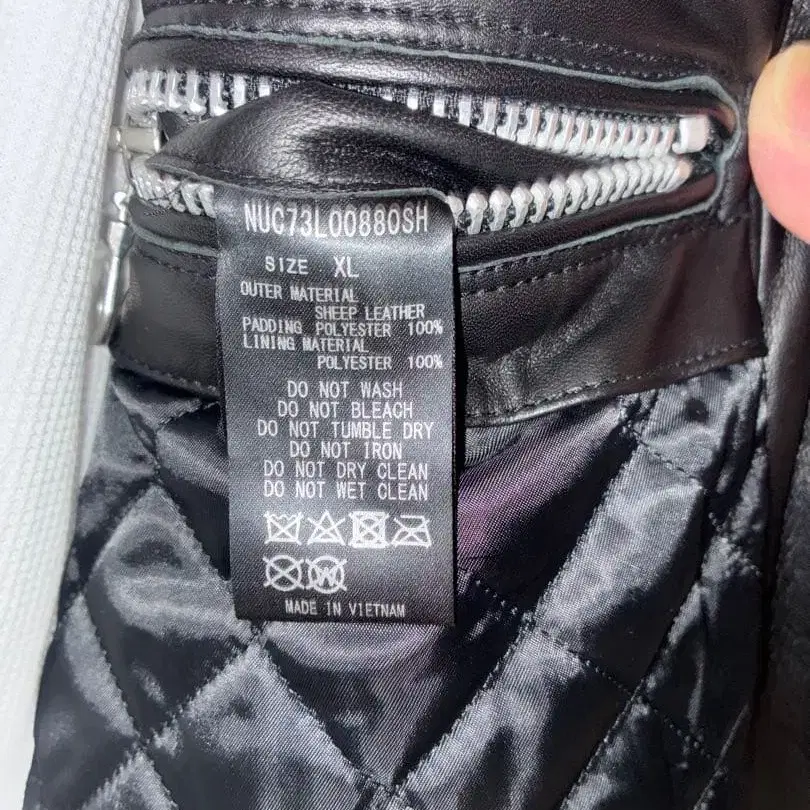 NUC73L00880SH
SIZE XL
OUTER MATERIAL
SHEEP LEATHER
PADDING POLYESTER 100%
LINING MATERIAL
POLYESTER 100%
DO NOT WASH
DO NOT BLEACH
DO NOT TUMBLE DRY
DO NOT IRON
DO NOT DRY CLEAN
DO NOT WET CLEAN
W
MADE IN VIETNAM